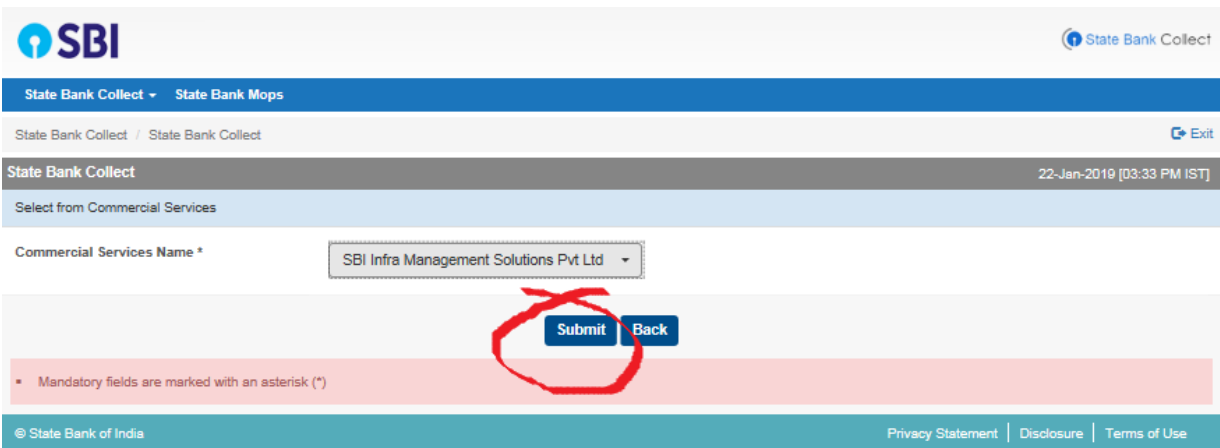 SBI
State Bank Collect
State Bank Collect State Bank Mops
State Bank Collect / State Bank Collect Exit
State Bank Collect 22-Jan-2019 [03:33 PM IST]
Select from Commercial Services
Commercial Services Name * SBI Infra Management Solutions Pvt Ltd
Submit Back
Mandatory fields are marked with an asterisk (*)
© State Bank of India Privacy Statement | Disclosure | Terms of Use